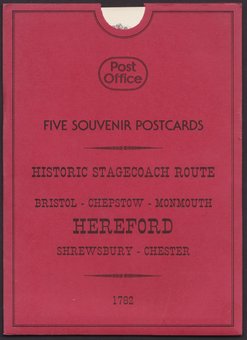 Post
Office
FIVE SOUVENIR POSTCARDS
HISTORIC STAGECOACH ROUTE
BRISTOL - CHEPSTOW - MONMOUTH
HEREFORD
SHREWSBURY - CHESTER
1782